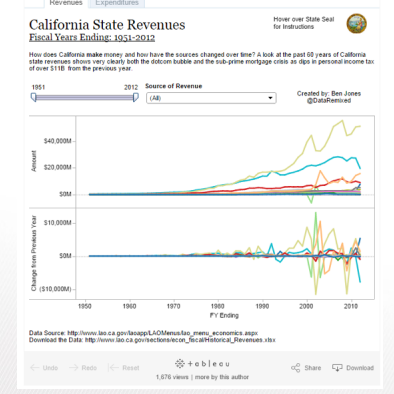 Revenues Expenditures
California State Revenues
Fiscal Years Ending: 1951-2012
Hover over State Seal
for Instructions
How does California make money and how have the sources changed over time? A look at the past 60 years of California
state revenues shows very clearly both the dotcom bubble and the sub-prime mortgage crisis as dips in personal income tax
of over $11B from the previous year.
1951 2012
Source of Revenue
(All)
Created by: Ben Jones
@DataRemixed
Amount
$40,000M
$20,000M
$0M
Change from Previous Year
$10,000M
$0M
($10,000M)
1950 1960 1970 1980 1990 2000 2010
FY Ending
Data Source: http://www.lao.ca.gov/laoapp/LAOMenus/lao_menu_economics.aspx
Download the Data: http://www.lao.ca.gov/sections/econ_fiscal/Historical_Revenues.xlsx
Undo Redo Reset
tableau
1,676 views | more by this author
Share Download